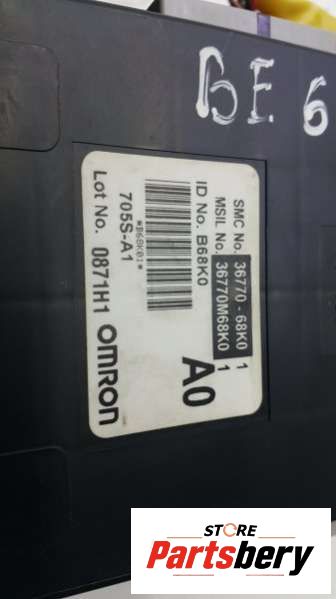 BE 6
SMC No. 36770 - 68K0 1
MSIL No. 36770M68K0 1
ID No. B68K0
A0
*B68K01*
705S-A1
Lot No. 0871H1 OMRON
STORE
Partsbery